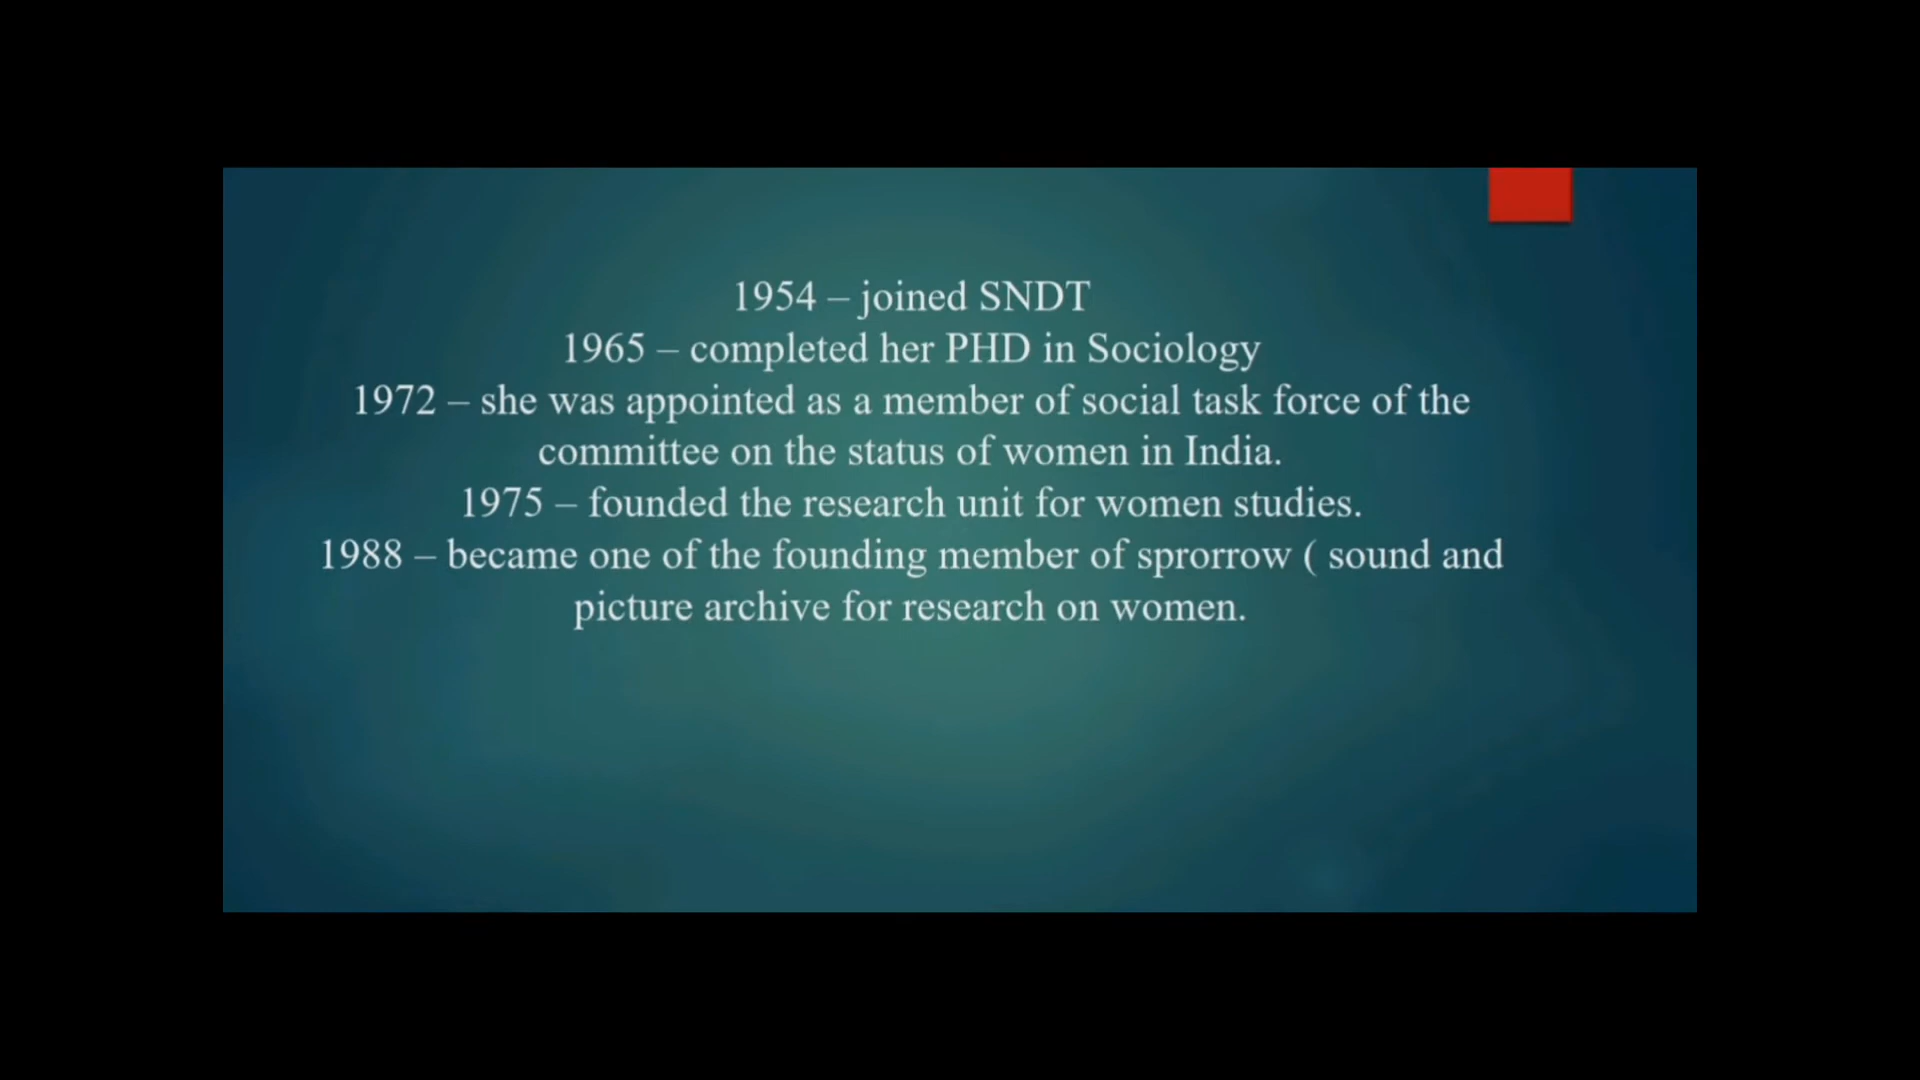 1954 – joined SNDT
1965 – completed her PHD in Sociology
1972 – she was appointed as a member of social task force of the
committee on the status of women in India.
1975 – founded the research unit for women studies.
1988 – became one of the founding member of sprorrow ( sound and
picture archive for research on women.